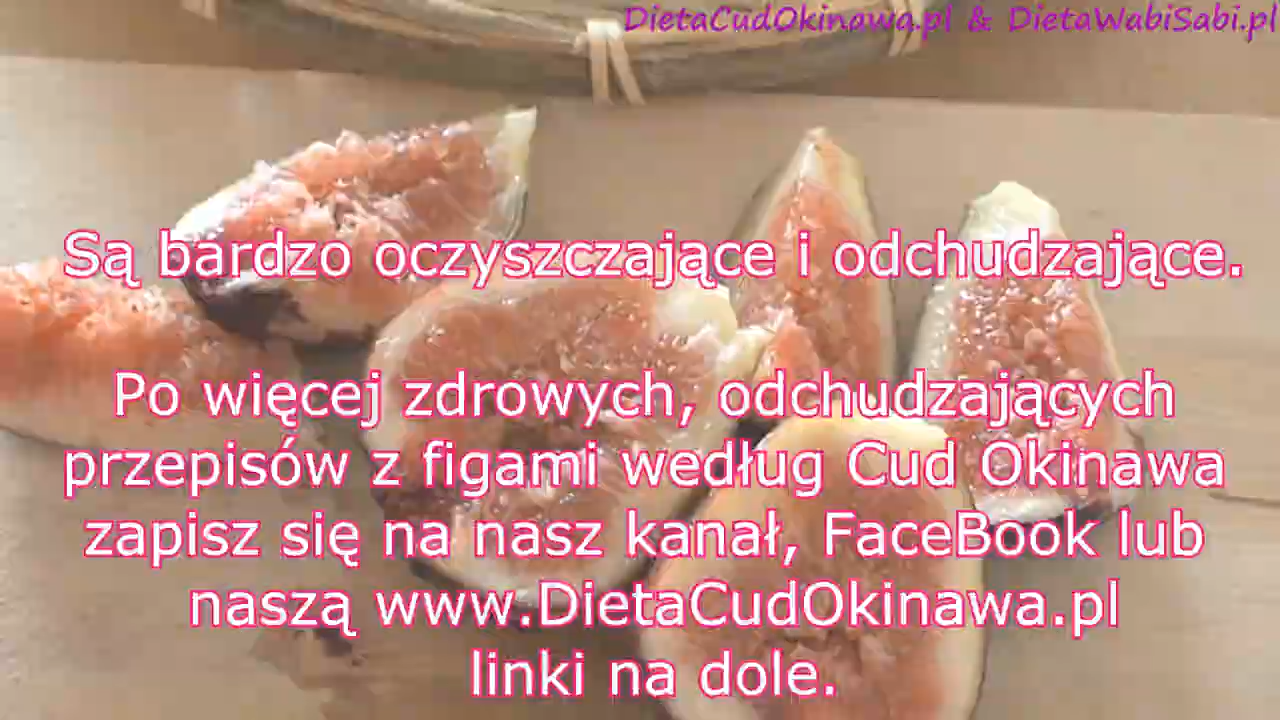 DietaCudOkinawa.pl & DietaWabiSabi.pl
Są bardzo oczyszczające i odchudzające.
Po więcej zdrowych, odchudzających
przepisów z figami według Cud Okinawa
zapisz się na nasz kanał, FaceBook lub
naszą www.DietaCudOkinawa.pl
linki na dole.